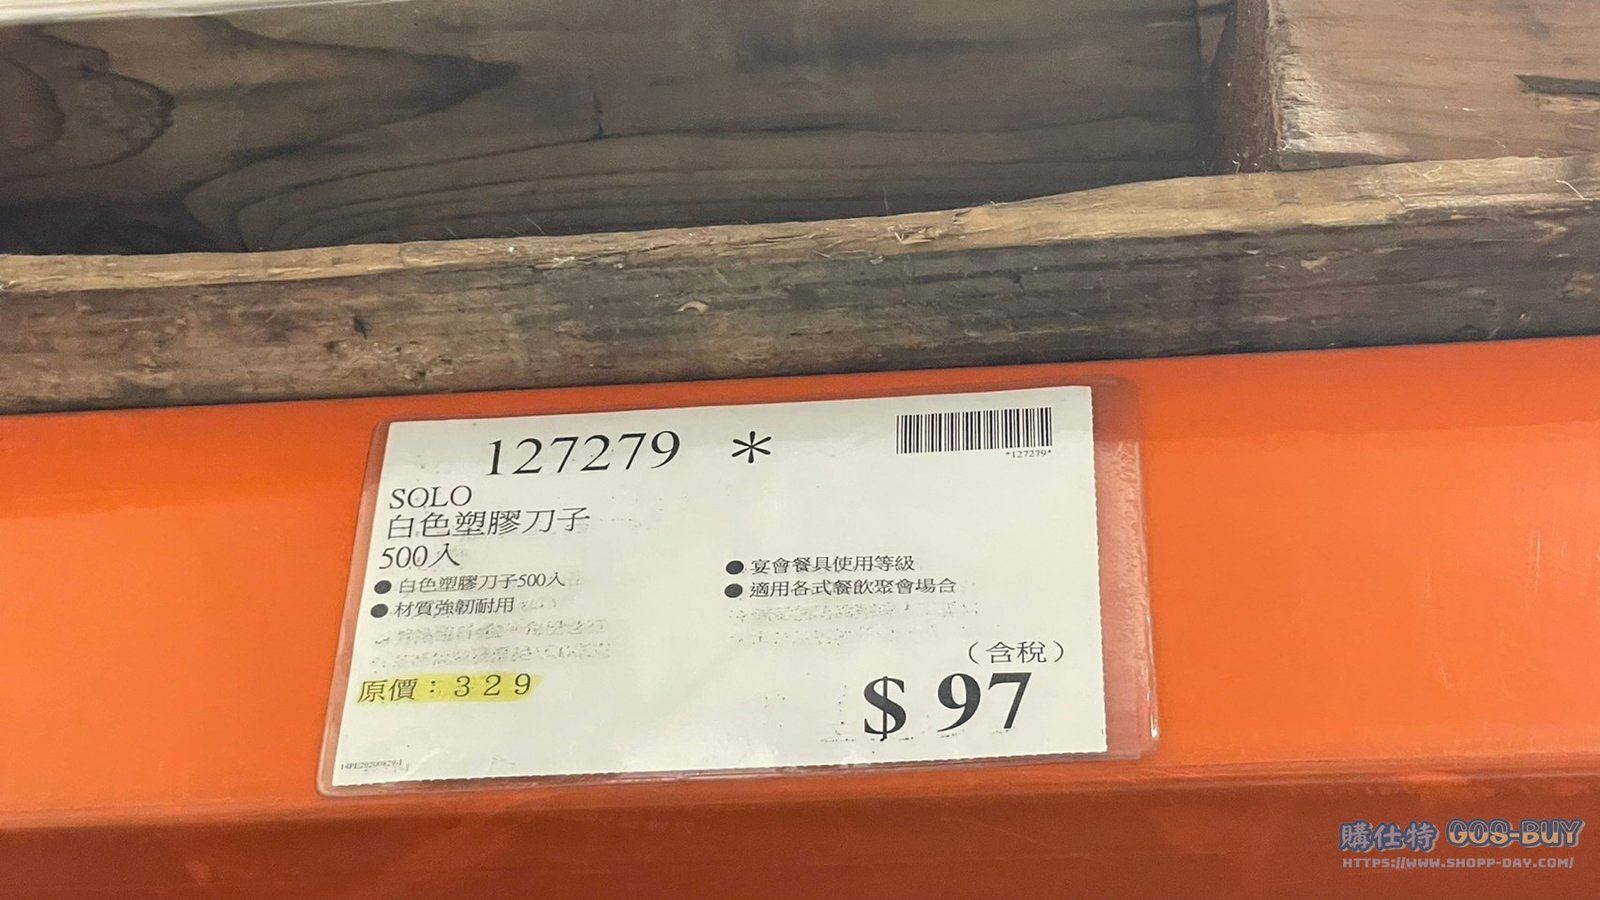 127279 *
*127279*
SOLO
白色塑膠刀子
500入
●白色塑膠刀子500入
●材質強韌耐用
●宴會餐具使用等級
●適用各式餐飲聚會場合
原價：329
（含稅）
$97
14PE20200829-1
購仕特 GOS-BUY
HTTPS://WWW.SHOPP-DAY.COM/